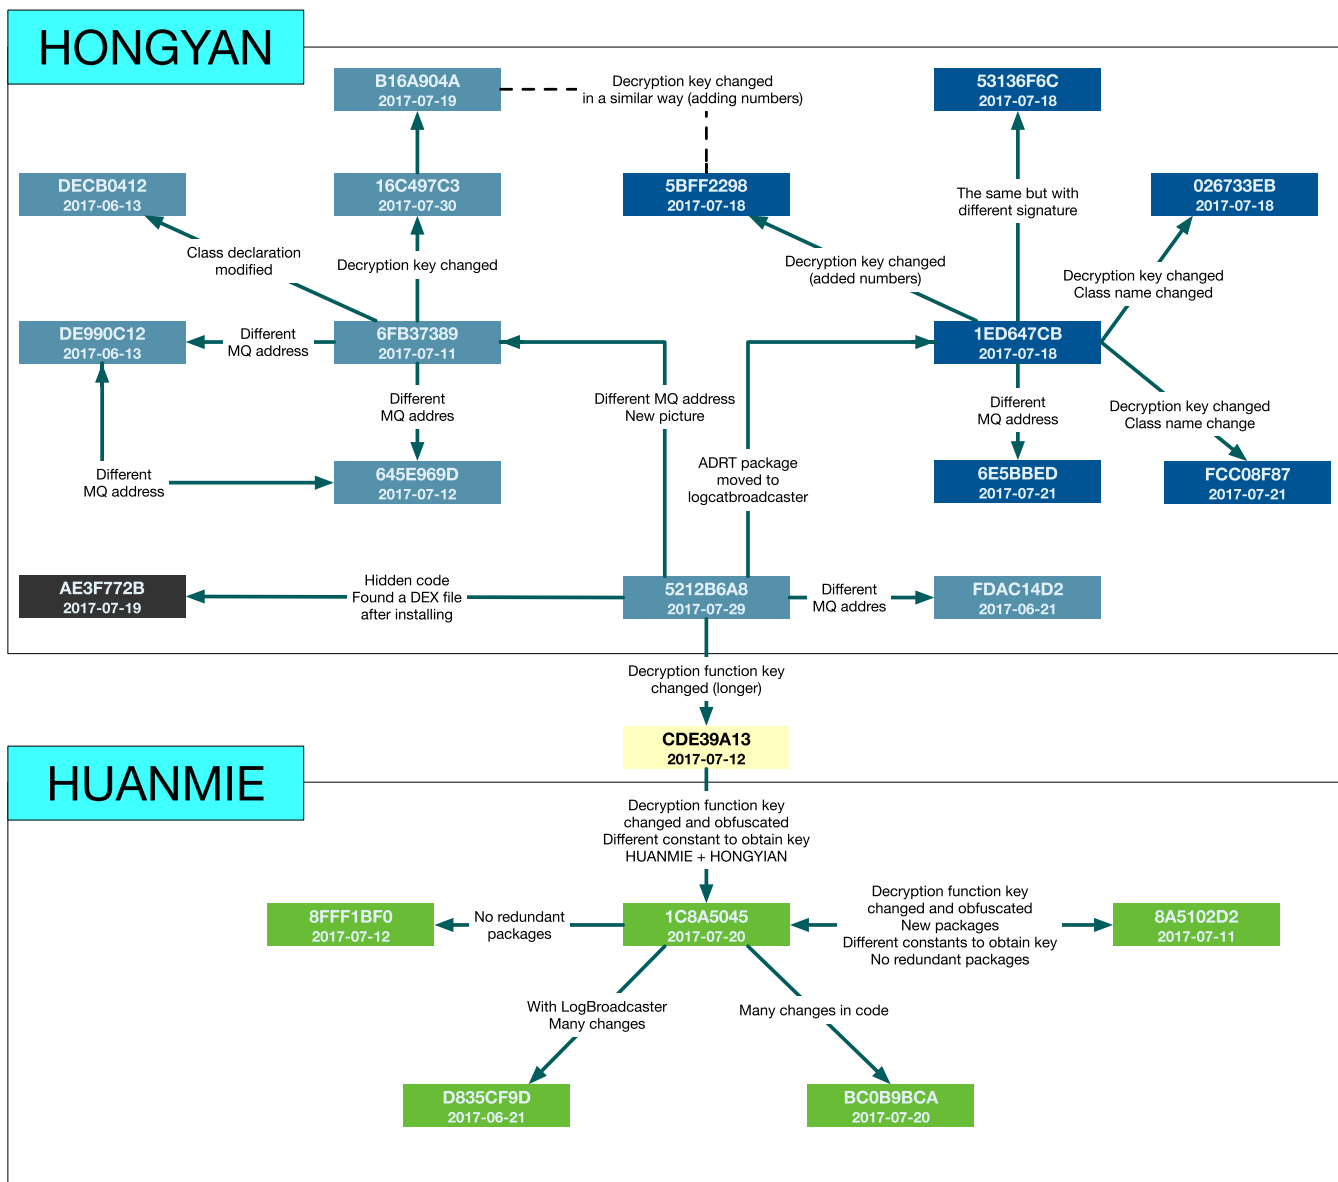 HONGYAN
B16A904A
2017-07-19
Decryption key changed
in a similar way (adding numbers)
53136F6C
2017-07-18
DECB0412
2017-06-13
16C497C3
2017-07-30
5BFF2298
2017-07-18
The same but with
different signature
026733EB
2017-07-18
Class declaration
modified
Decryption key changed
Decryption key changed
(added numbers)
Decryption key changed
Class name changed
DE990C12
2017-06-13
Different
MQ address
6FB37389
2017-07-11
1ED647CB
2017-07-18
Different
MQ addres
Different MQ address
New picture
Different
MQ address
Decryption key changed
Class name change
Different
MQ address
645E969D
2017-07-12
ADRT package
moved to
logcatbroadcaster
6E5BBED
2017-07-21
FCC08F87
2017-07-21
AE3F772B
2017-07-19
Hidden code
Found a DEX file
after installing
5212B6A8
2017-07-29
Different
MQ addres
FDAC14D2
2017-06-21
Decryption function key
changed (longer)
CDE39A13
2017-07-12
HUANMIE
Decryption function key
changed and obfuscated
Different constant to obtain key
HUANMIE + HONGYIAN
8FFF1BF0
2017-07-12
No redundant
packages
1C8A5045
2017-07-20
Decryption function key
changed and obfuscated
New packages
Different constants to obtain key
No redundant packages
8A5102D2
2017-07-11
With LogBroadcaster
Many changes
Many changes in code
D835CF9D
2017-06-21
BC0B9BCA
2017-07-20